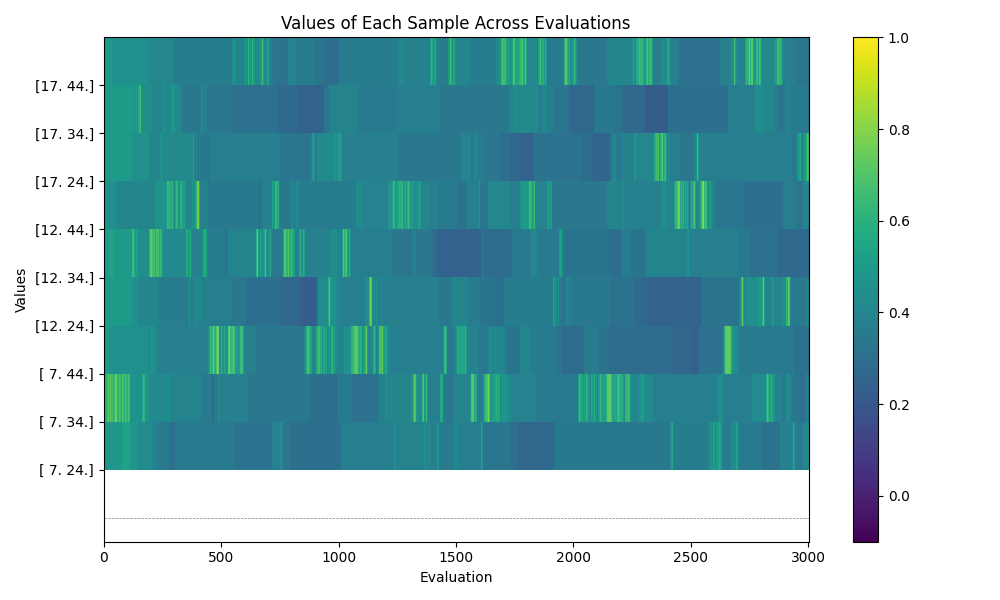 Values of Each Sample Across Evaluations
Values
[17. 44.]
[17. 34.]
[17. 24.]
[12. 44.]
[12. 34.]
[12. 24.]
[ 7. 44.]
[ 7. 34.]
[ 7. 24.]
0 500 1000 1500 2000 2500 3000
Evaluation
1.0
0.8
0.6
0.4
0.2
0.0